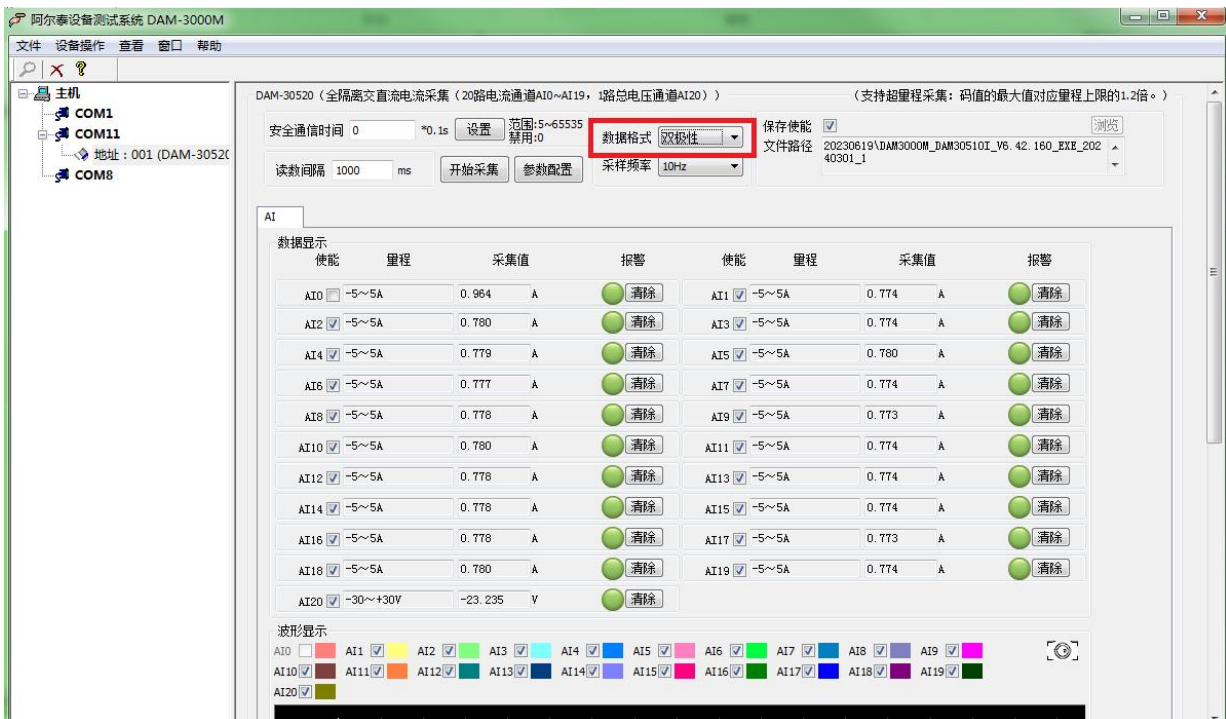 阿尔泰设备测试系统 DAM-3000M
文件 设备操作 查看 窗口 帮助
主机
COM1
COM11
地址：001 (DAM-30520
COM8
DAM-30520（全隔离交直流电流采集（20路电流通道AI0~AI19，1路总电压通道AI20））
（支持超量程采集：码值的最大值对应量程上限的1.2倍。）
安全通信时间 0 *0.1s 设置 范围:5~65535
禁用:0
数据格式 双极性
保存使能
浏览
文件路径 20230619\DAM3000M_DAM30510I_V6.42.160_EXE_202
40301_1
读数间隔 1000 ms 开始采集 参数配置
采样频率 10Hz
AI
数据显示
使能 量程 采集值 报警 使能 量程 采集值 报警
AI0 -5~5A 0.964 A 清除 AI1 -5~5A 0.774 A 清除
AI2 -5~5A 0.780 A 清除 AI3 -5~5A 0.774 A 清除
AI4 -5~5A 0.779 A 清除 AI5 -5~5A 0.780 A 清除
AI6 -5~5A 0.777 A 清除 AI7 -5~5A 0.774 A 清除
AI8 -5~5A 0.778 A 清除 AI9 -5~5A 0.773 A 清除
AI10 -5~5A 0.780 A 清除 AI11 -5~5A 0.774 A 清除
AI12 -5~5A 0.778 A 清除 AI13 -5~5A 0.774 A 清除
AI14 -5~5A 0.778 A 清除 AI15 -5~5A 0.774 A 清除
AI16 -5~5A 0.778 A 清除 AI17 -5~5A 0.773 A 清除
AI18 -5~5A 0.780 A 清除 AI19 -5~5A 0.774 A 清除
AI20 -30~+30V -23.235 V 清除
波形显示
AI0 AI1 AI2 AI3 AI4 AI5 AI6 AI7 AI8 AI9
AI10 AI11 AI12 AI13 AI14 AI15 AI16 AI17 AI18 AI19
AI20